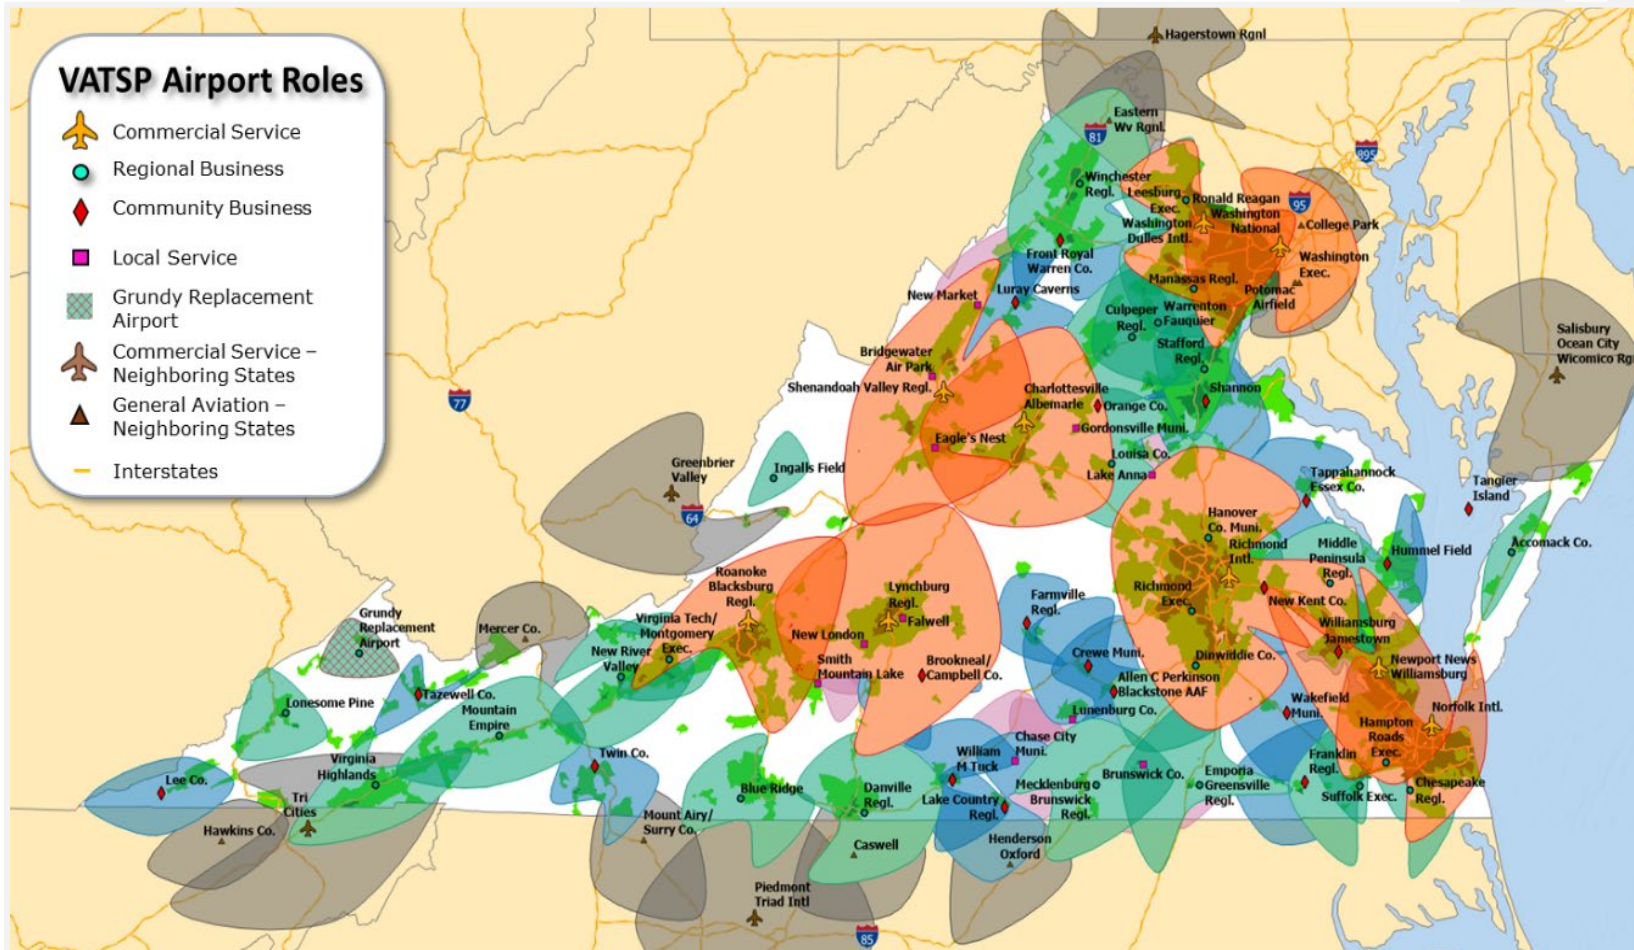 VATSP Airport Roles
Commercial Service
Regional Business
Community Business
Local Service
Grundy Replacement
Airport
Commercial Service –
Neighboring States
General Aviation –
Neighboring States
Interstates
Hagerstown Rgnl
Eastern
Wv Rgnl.
81
895
Winchester
Regl.
Leesburg
Exec.
Ronald Reagan
Washington
National
95
College Park
Washington
Dulles Intl.
Washington
Exec.
Front Royal
Warren Co.
Manassas Regl.
Potomac
Airfield
New Market
Luray Caverns
Culpeper
Regl.
Warrenton
Fauquier
Stafford
Regl.
Salisbury
Ocean City
Wicomico Rg
Bridgewater
Air Park
Shenandoah Valley Regl.
Charlottesville
Albemarle
Shannon
Orange Co.
77
Gordonsville Muni.
Eagle's Nest
Louisa Co.
Lake Anna
Greenbrier
Valley
Ingalls Field
64
Tappahannock
Essex Co.
Tangier
Island
Hanover
Co. Muni.
Richmond
Intl.
Middle
Peninsula
Regl.
Hummel Field
Accomack Co.
Roanoke
Blacksburg
Regl.
Lynchburg
Regl.
Falwell
Farmville
Regl.
Richmond
Exec.
New Kent Co.
Grundy
Replacement
Airport
Mercer Co.
Virginia Tech/
Montgomery
Exec.
New London
Williamsburg
Jamestown
New River
Valley
Smith
Mountain Lake
Brookneal/
Campbell Co.
Crewe Muni.
Dinwiddie Co.
Newport News
Williamsburg
Allen C Perkinson
Blackstone AAF
Tazewell Co.
Lonesome Pine
Mountain
Empire
Lunenburg Co.
Wakefield
Muni.
Norfolk Intl.
Hampton
Roads
Exec.
Virginia
Highlands
Twin Co.
William
M Tuck
Chase City
Muni.
Franklin
Regl.
Lee Co.
Blue Ridge
Danville
Regl.
Mecklenburg
Brunswick
Regl.
Brunswick Co.
Emporia
Greensville
Regl.
Suffolk Exec.
Chesapeake
Regl.
Tri
Cities
Lake Country
Regl.
Hawkins Co.
Mount Airy/
Surry Co.
Caswell
Henderson
Oxford
Piedmont
Triad Intl
85